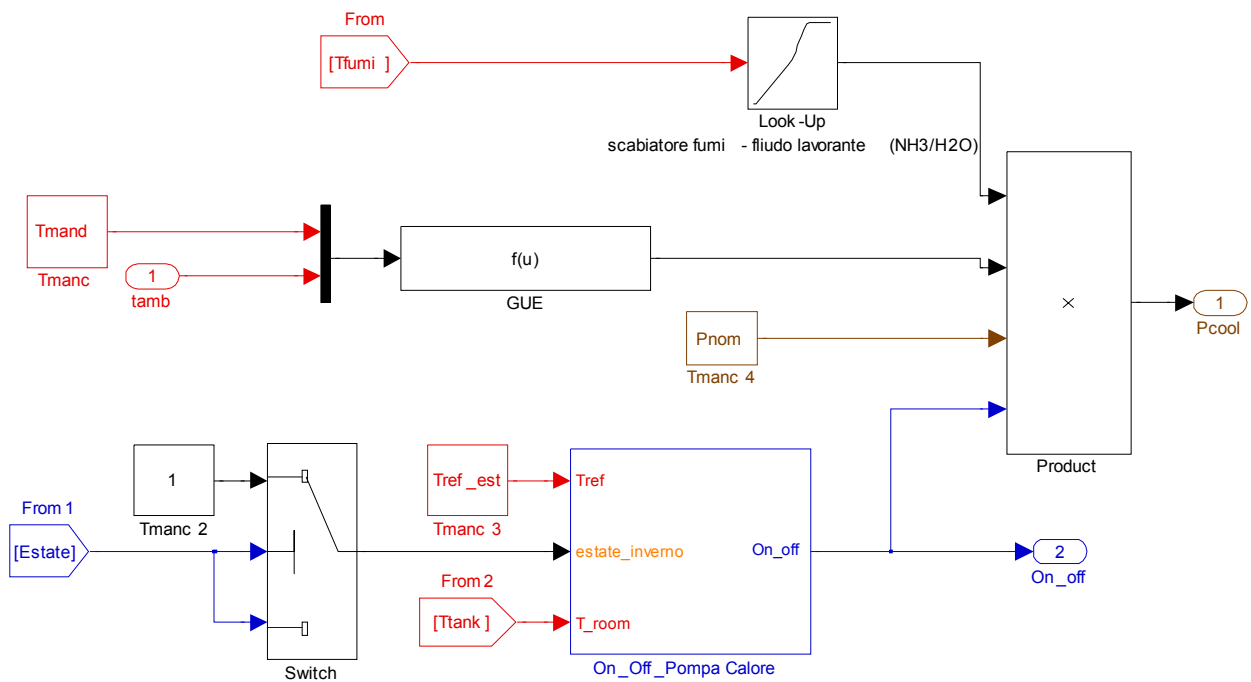 From
[Tfumi ]
Look -Up
scabiatore fumi - fliudo lavorante (NH3/H2O)
Tmand
Tmanc
1
tamb
f(u)
GUE
Pnom
Tmanc 4
×
Product
1
Pcool
From 1
[Estate]
1
Tmanc 2
Switch
Tref _est
Tmanc 3
From 2
[Ttank ]
Tref
estate_inverno
T_room
On_off
On _Off _Pompa Calore
2
On _off